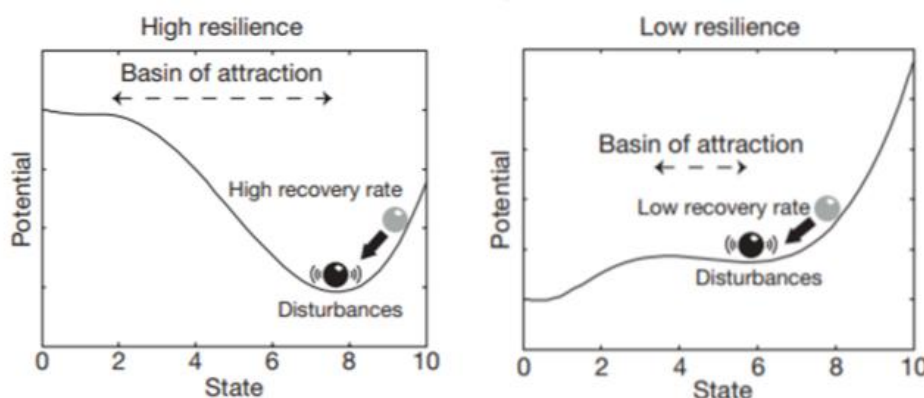 High resilience
Basin of attraction
High recovery rate
Disturbances
Potential
0 2 4 6 8 10
State
Low resilience
Basin of attraction
Low recovery rate
Disturbances
Potential
0 2 4 6 8 10
State